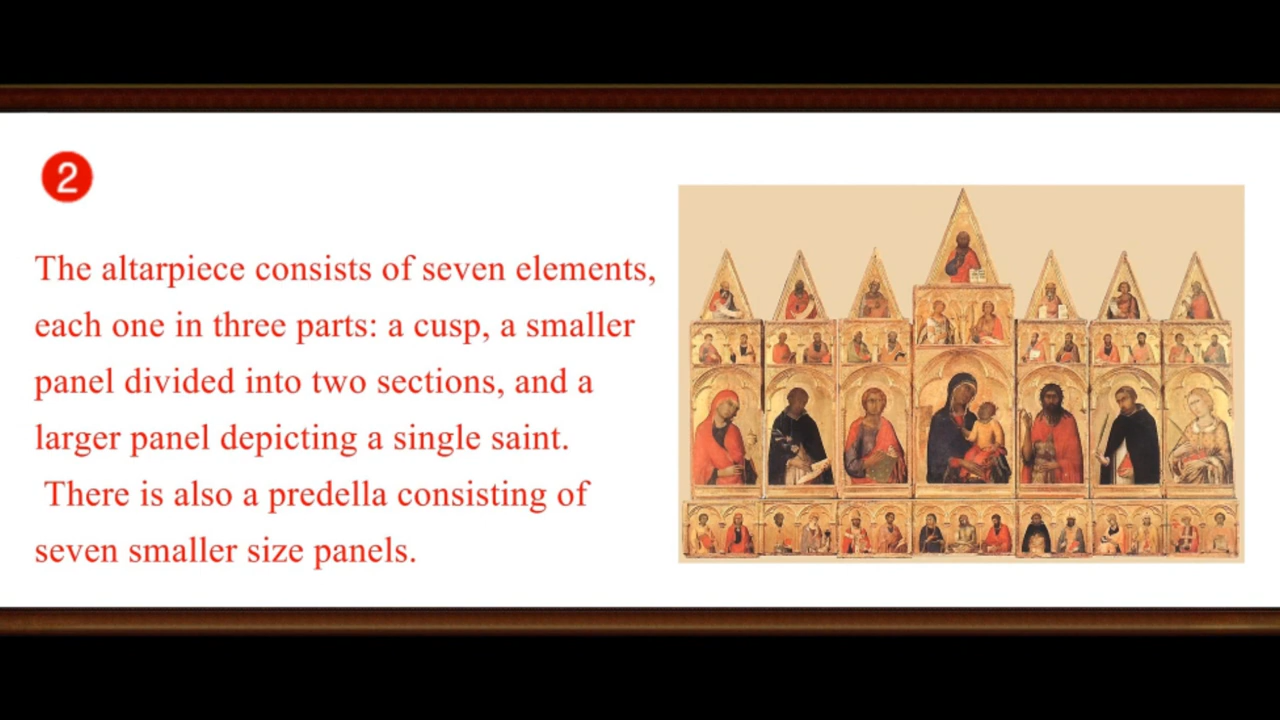 2
The altarpiece consists of seven elements,
each one in three parts: a cusp, a smaller
panel divided into two sections, and a
larger panel depicting a single saint.
There is also a predella consisting of
seven smaller size panels.